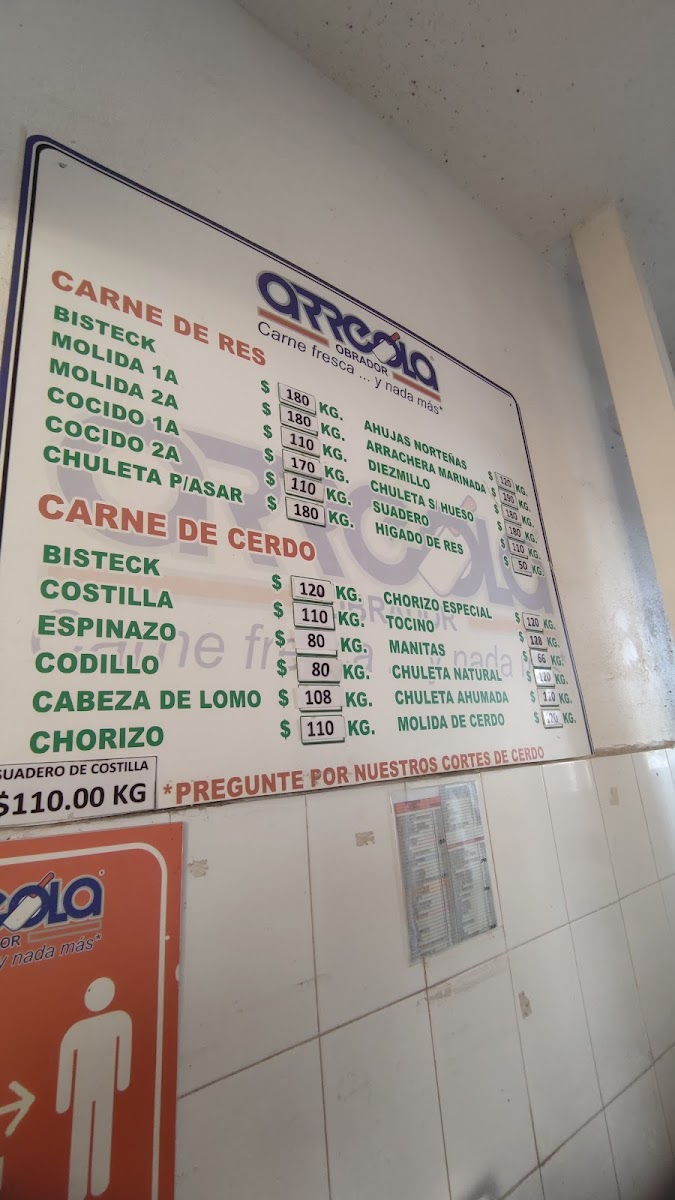 ARREOLA
OBRADOR
Carne fresca ... y nada más*
CARNE DE RES
BISTECK $ 180 KG.
MOLIDA 1A $ 180 KG.
MOLIDA 2A $ 110 KG.
COCIDO 1A $ 170 KG.
COCIDO 2A $ 110 KG.
CHULETA P/ASAR $ 180 KG.
AHUJAS NORTEÑAS $ 120 KG.
ARRACHERA MARINADA $ 190 KG.
DIEZMILLO $ 180 KG.
CHULETA S/ HUESO $ 180 KG.
SUADERO $ 110 KG.
HIGADO DE RES $ 50 KG.
CARNE DE CERDO
BISTECK $ 120 KG.
COSTILLA $ 110 KG.
ESPINAZO $ 80 KG.
CODILLO $ 80 KG.
CABEZA DE LOMO $ 108 KG.
CHORIZO $ 110 KG.
CHORIZO ESPECIAL $ 120 KG.
TOCINO $ 128 KG.
MANITAS $ 66 KG.
CHULETA NATURAL $ 120 KG.
CHULETA AHUMADA $ KG.
MOLIDA DE CERDO $ KG.
SUADERO DE COSTILLA
$110.00 KG
*PREGUNTE POR NUESTROS CORTES DE CERDO
y nada más*